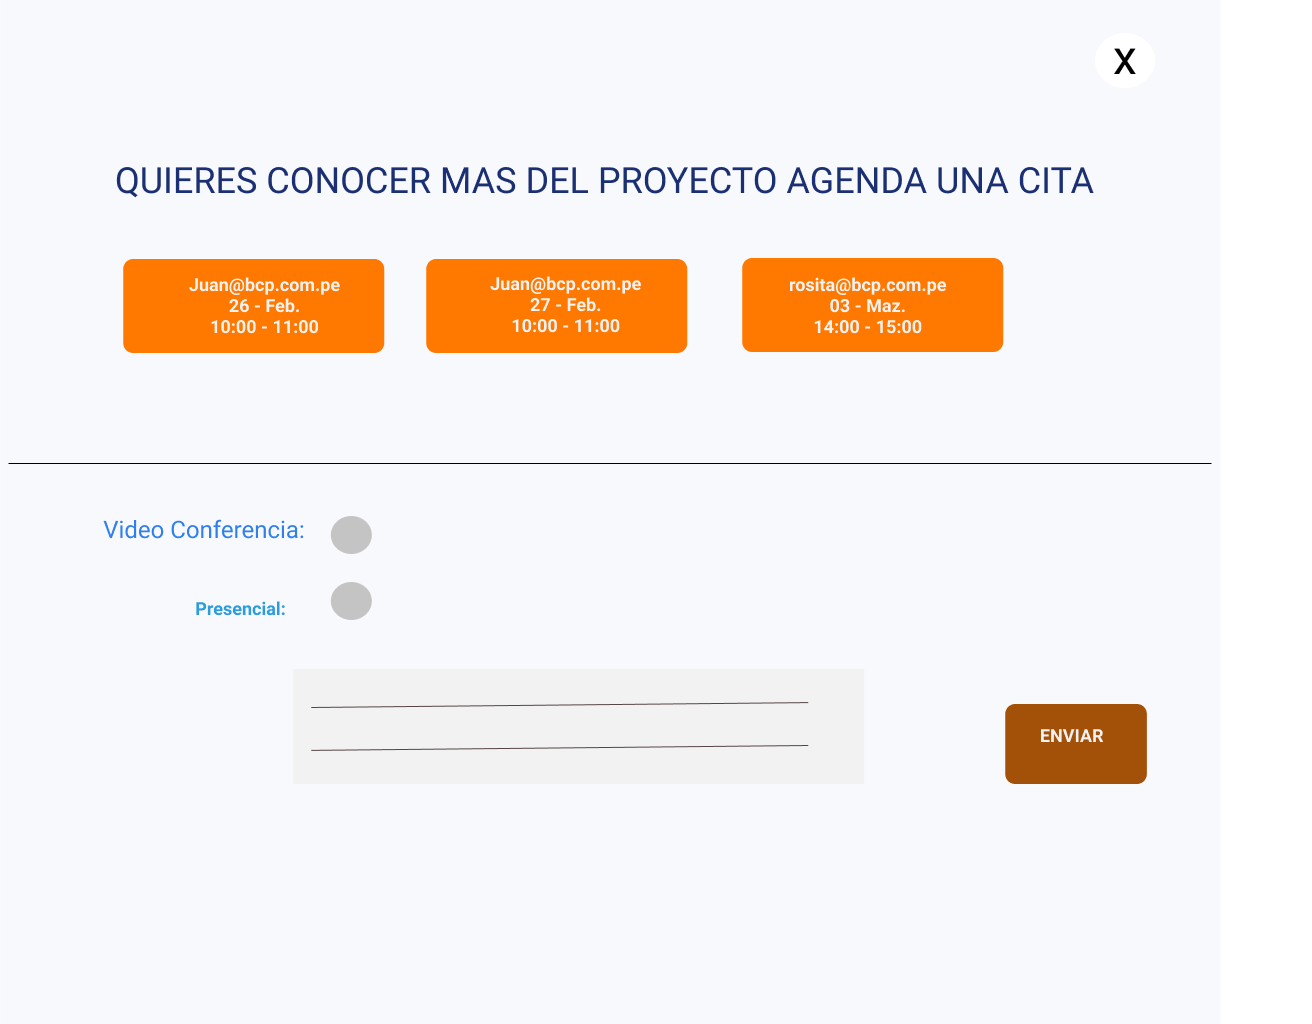 X
QUIERES CONOCER MAS DEL PROYECTO AGENDA UNA CITA
Juan@bcp.com.pe
26 - Feb.
10:00 - 11:00
Juan@bcp.com.pe
27 - Feb.
10:00 - 11:00
rosita@bcp.com.pe
03 - Maz.
14:00 - 15:00
Video Conferencia:
Presencial:
ENVIAR